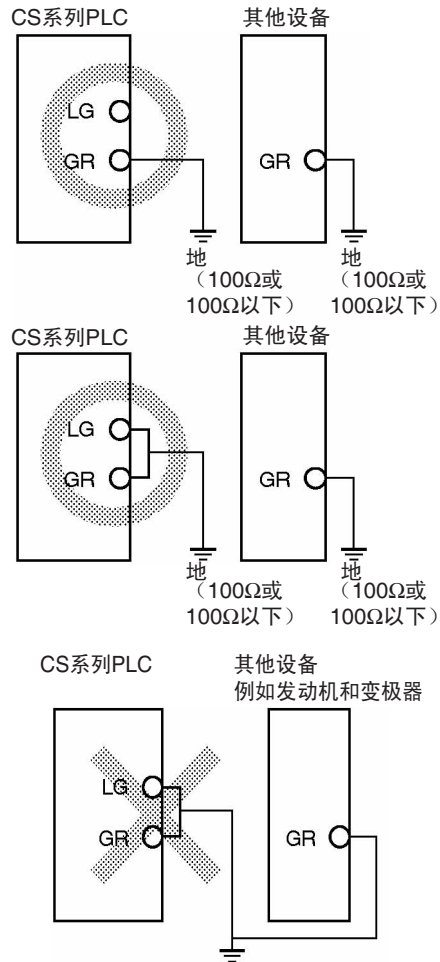 CS系列PLC
其他设备
LG
GR
GR
地
（100Ω或
100Ω以下）
地
（100Ω或
100Ω以下）
CS系列PLC
其他设备
LG
GR
GR
地
（100Ω或
100Ω以下）
地
（100Ω或
100Ω以下）
CS系列PLC
其他设备
例如发动机和变极器
LG
GR
GR